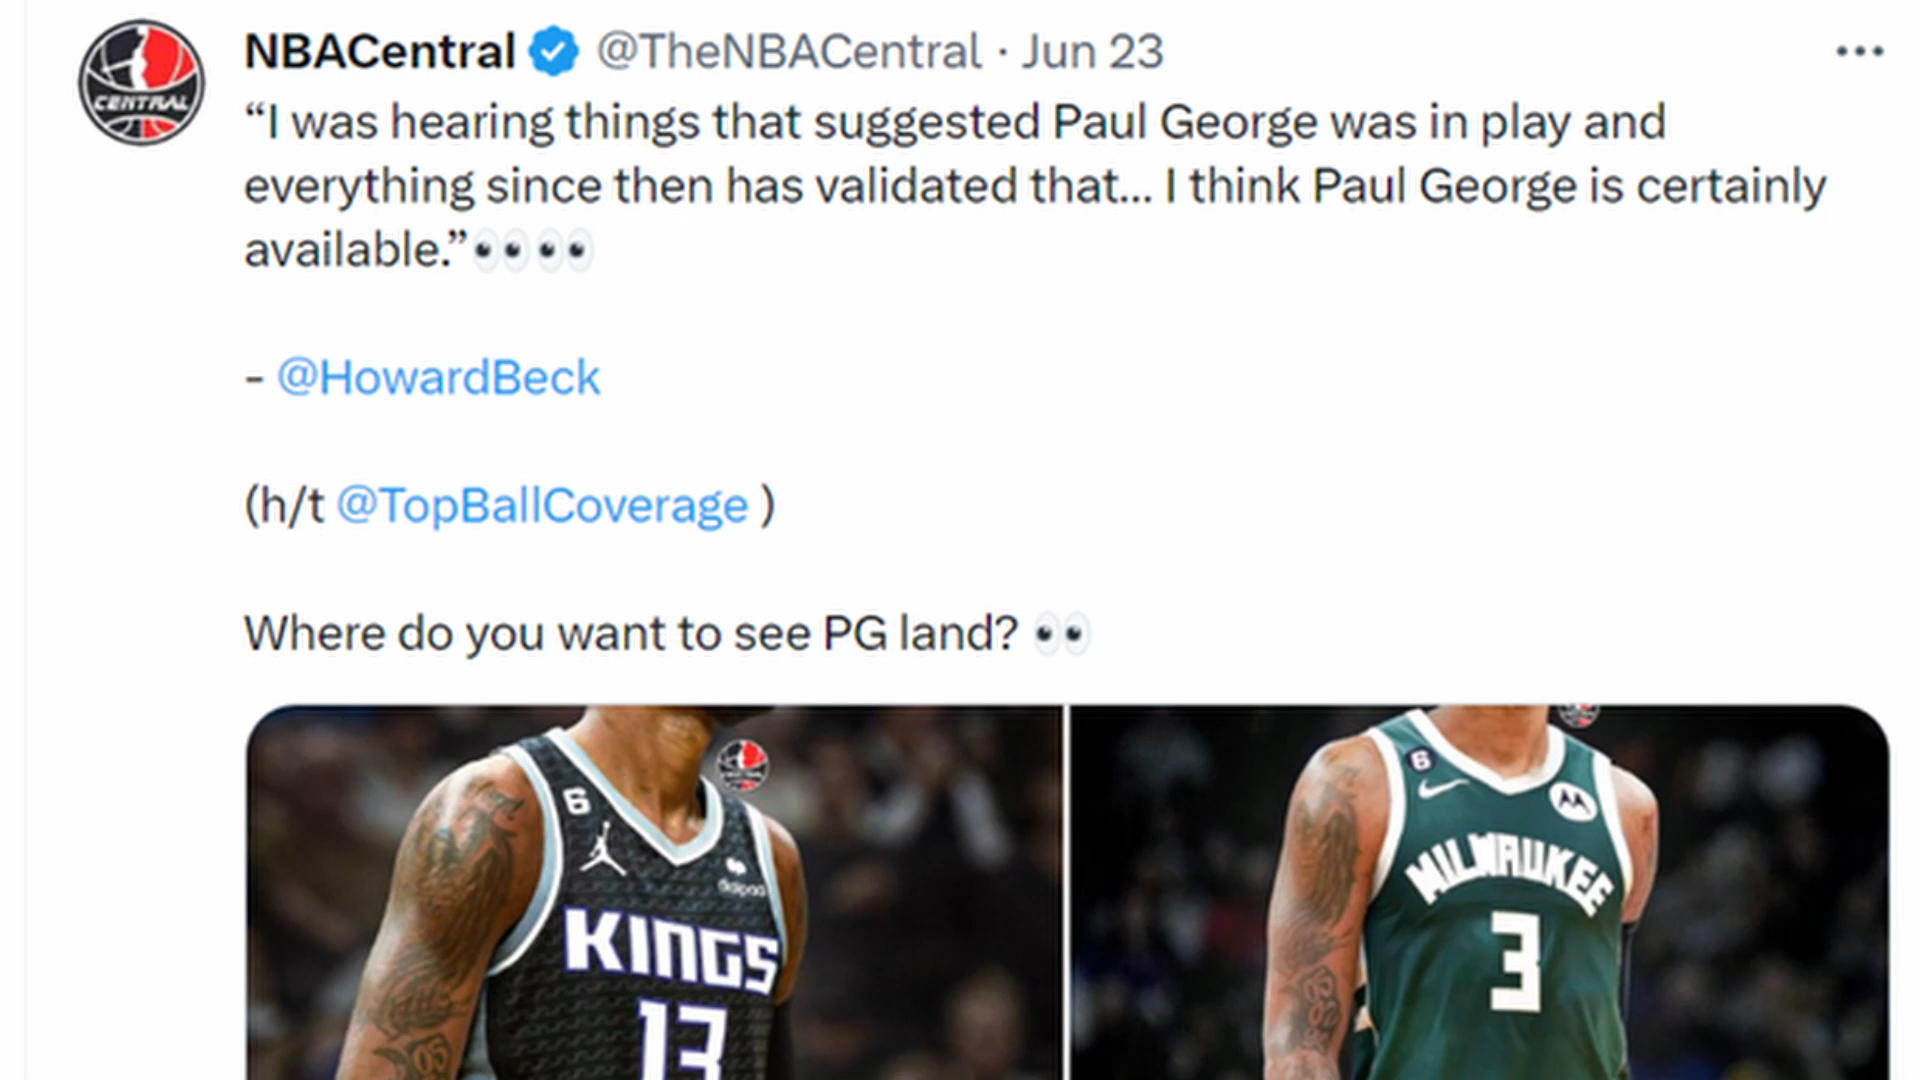 NBACentral @TheNBACentral · Jun 23
“I was hearing things that suggested Paul George was in play and
everything since then has validated that... I think Paul George is certainly
available.”👀👀
- @HowardBeck
(h/t @TopBallCoverage )
Where do you want to see PG land? 👀
CENTRAL
6
KINGS
13
6
MILWAUKEE
3